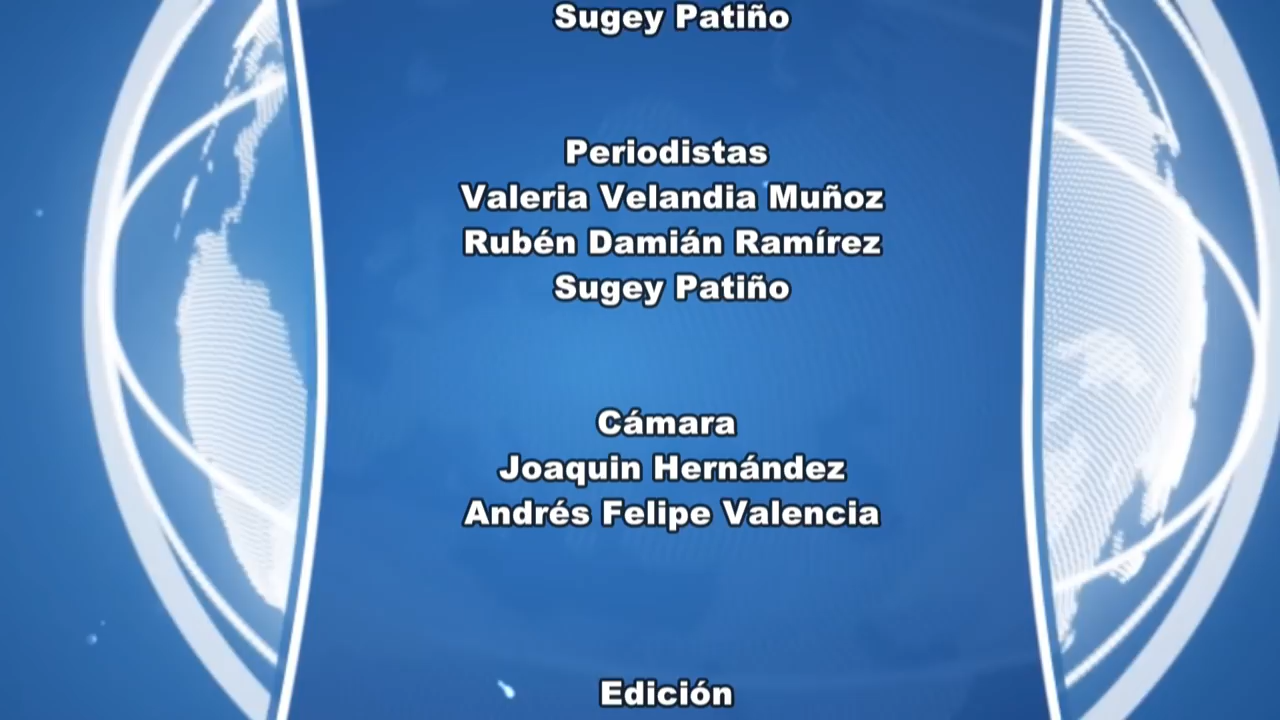 Sugey Patiño
Periodistas
Valeria Velandia Muñoz
Rubén Damián Ramírez
Sugey Patiño
Cámara
Joaquin Hernández
Andrés Felipe Valencia
Edición